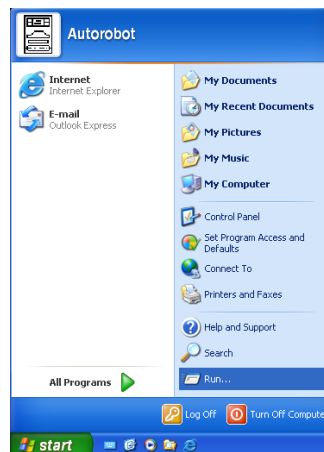 Autorobot
Internet
Internet Explorer
E-mail
Outlook Express
My Documents
My Recent Documents
My Pictures
My Music
My Computer
Control Panel
Set Program Access and
Defaults
Connect To
Printers and Faxes
Help and Support
Search
Run...
All Programs
Log Off
Turn Off Compute
start